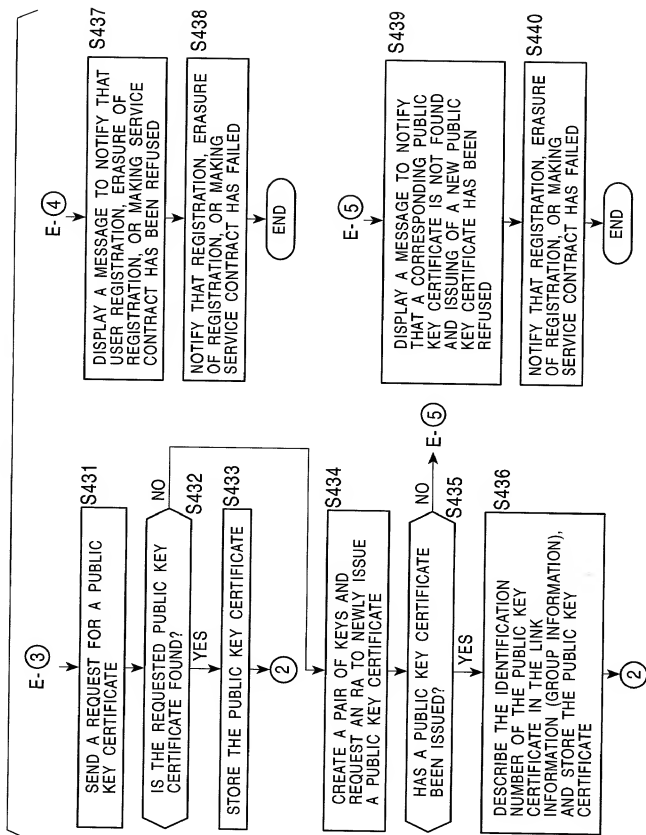 E-③
S431
SEND A REQUEST FOR A PUBLIC
KEY CERTIFICATE
S432
IS THE REQUESTED PUBLIC KEY
CERTIFICATE FOUND?
NO
YES
S433
STORE THE PUBLIC KEY CERTIFICATE
②
S434
CREATE A PAIR OF KEYS AND
REQUEST AN RA TO NEWLY ISSUE
A PUBLIC KEY CERTIFICATE
S435
HAS A PUBLIC KEY CERTIFICATE
BEEN ISSUED?
NO
E-⑤
YES
S436
DESCRIBE THE IDENTIFICATION
NUMBER OF THE PUBLIC KEY
CERTIFICATE IN THE LINK
INFORMATION (GROUP INFORMATION),
AND STORE THE PUBLIC KEY
CERTIFICATE
②
E-④
S437
DISPLAY A MESSAGE TO NOTIFY THAT
USER REGISTRATION, ERASURE OF
REGISTRATION, OR MAKING SERVICE
CONTRACT HAS BEEN REFUSED
S438
NOTIFY THAT REGISTRATION, ERASURE
OF REGISTRATION, OR MAKING
SERVICE CONTRACT HAS FAILED
END
E-⑤
S439
DISPLAY A MESSAGE TO NOTIFY
THAT A CORRESPONDING PUBLIC
KEY CERTIFICATE IS NOT FOUND
AND ISSUING OF A NEW PUBLIC
KEY CERTIFICATE HAS BEEN
REFUSED
S440
NOTIFY THAT REGISTRATION, ERASURE
OF REGISTRATION, OR MAKING
SERVICE CONTRACT HAS FAILED
END